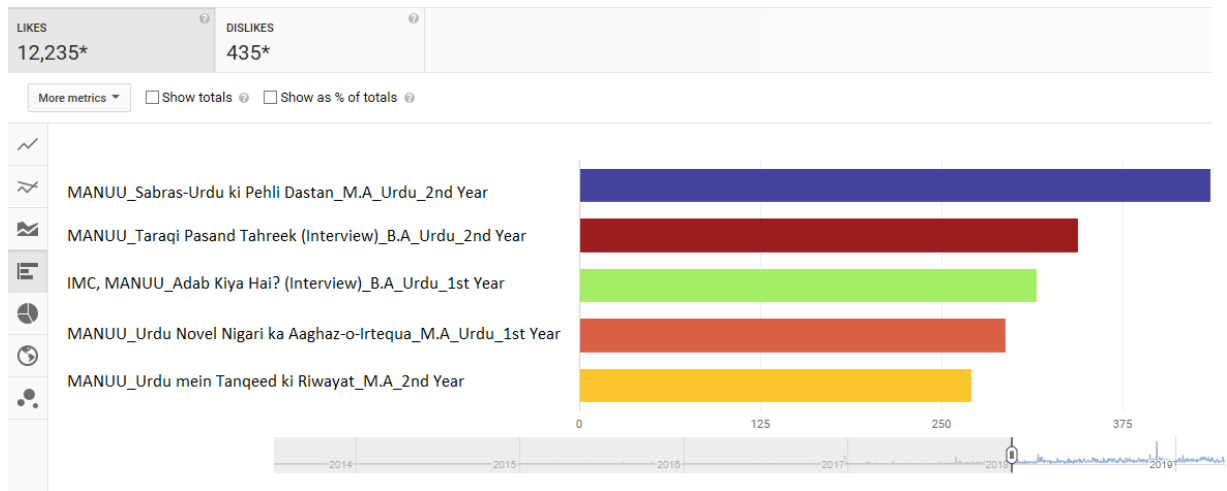 LIKES
12,235*
DISLIKES
435*
More metrics
Show totals
Show as % of totals
MANUU_Sabras-Urdu ki Pehli Dastan_M.A_Urdu_2nd Year
MANUU_Taraqi Pasand Tahreek (Interview)_B.A_Urdu_2nd Year
IMC, MANUU_Adab Kiya Hai? (Interview)_B.A_Urdu_1st Year
MANUU_Urdu Novel Nigari ka Aaghaz-o-Irtequa_M.A_Urdu_1st Year
MANUU_Urdu mein Tanqeed ki Riwayat_M.A_2nd Year
0 125 250 375
2014 2015 2016 2017 2018 2019